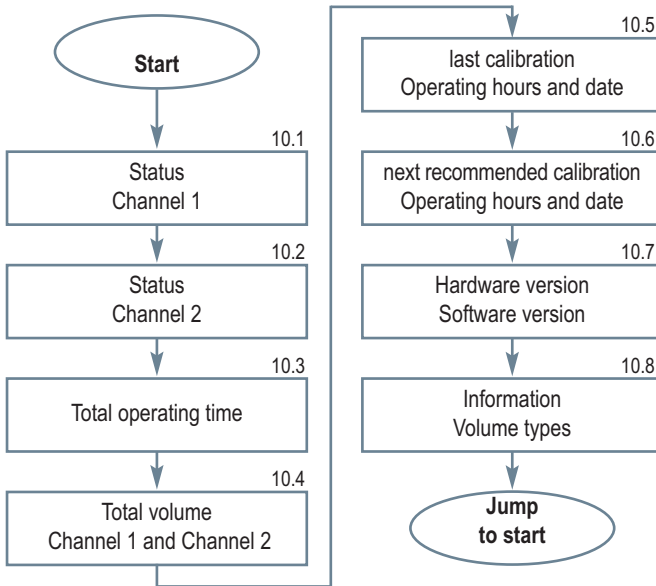 Start
10.1
Status
Channel 1
10.2
Status
Channel 2
10.3
Total operating time
10.4
Total volume
Channel 1 and Channel 2
10.5
last calibration
Operating hours and date
10.6
next recommended calibration
Operating hours and date
10.7
Hardware version
Software version
10.8
Information
Volume types
Jump
to start